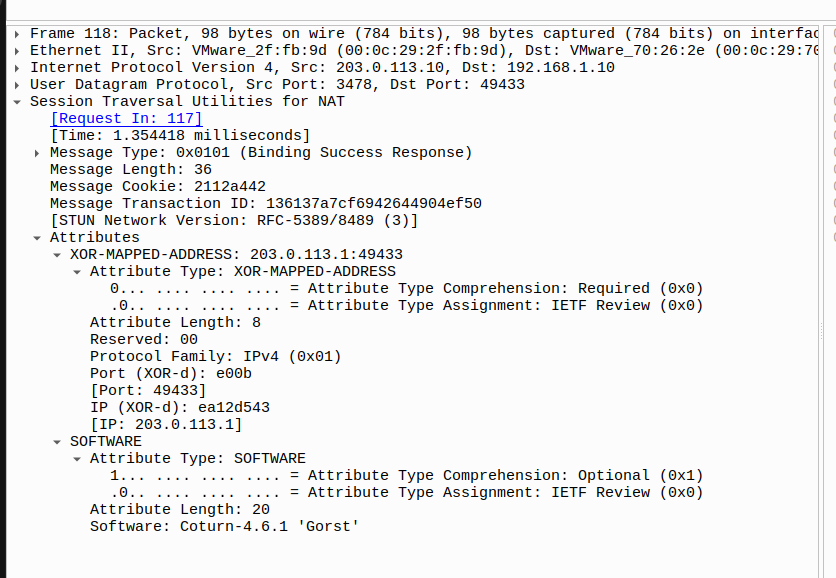 Frame 118: Packet, 98 bytes on wire (784 bits), 98 bytes captured (784 bits) on interfac
Ethernet II, Src: VMware_2f:fb:9d (00:0c:29:2f:fb:9d), Dst: VMware_70:26:2e (00:0c:29:70
Internet Protocol Version 4, Src: 203.0.113.10, Dst: 192.168.1.10
User Datagram Protocol, Src Port: 3478, Dst Port: 49433
Session Traversal Utilities for NAT
[Request In: 117]
[Time: 1.354418 milliseconds]
Message Type: 0x0101 (Binding Success Response)
Message Length: 36
Message Cookie: 2112a442
Message Transaction ID: 136137a7cf6942644904ef50
[STUN Network Version: RFC-5389/8489 (3)]
Attributes
XOR-MAPPED-ADDRESS: 203.0.113.1:49433
Attribute Type: XOR-MAPPED-ADDRESS
0... .... .... .... = Attribute Type Comprehension: Required (0x0)
.0.. .... .... .... = Attribute Type Assignment: IETF Review (0x0)
Attribute Length: 8
Reserved: 00
Protocol Family: IPv4 (0x01)
Port (XOR-d): e00b
[Port: 49433]
IP (XOR-d): ea12d543
[IP: 203.0.113.1]
SOFTWARE
Attribute Type: SOFTWARE
1... .... .... .... = Attribute Type Comprehension: Optional (0x1)
.0.. .... .... .... = Attribute Type Assignment: IETF Review (0x0)
Attribute Length: 20
Software: Coturn-4.6.1 'Gorst'